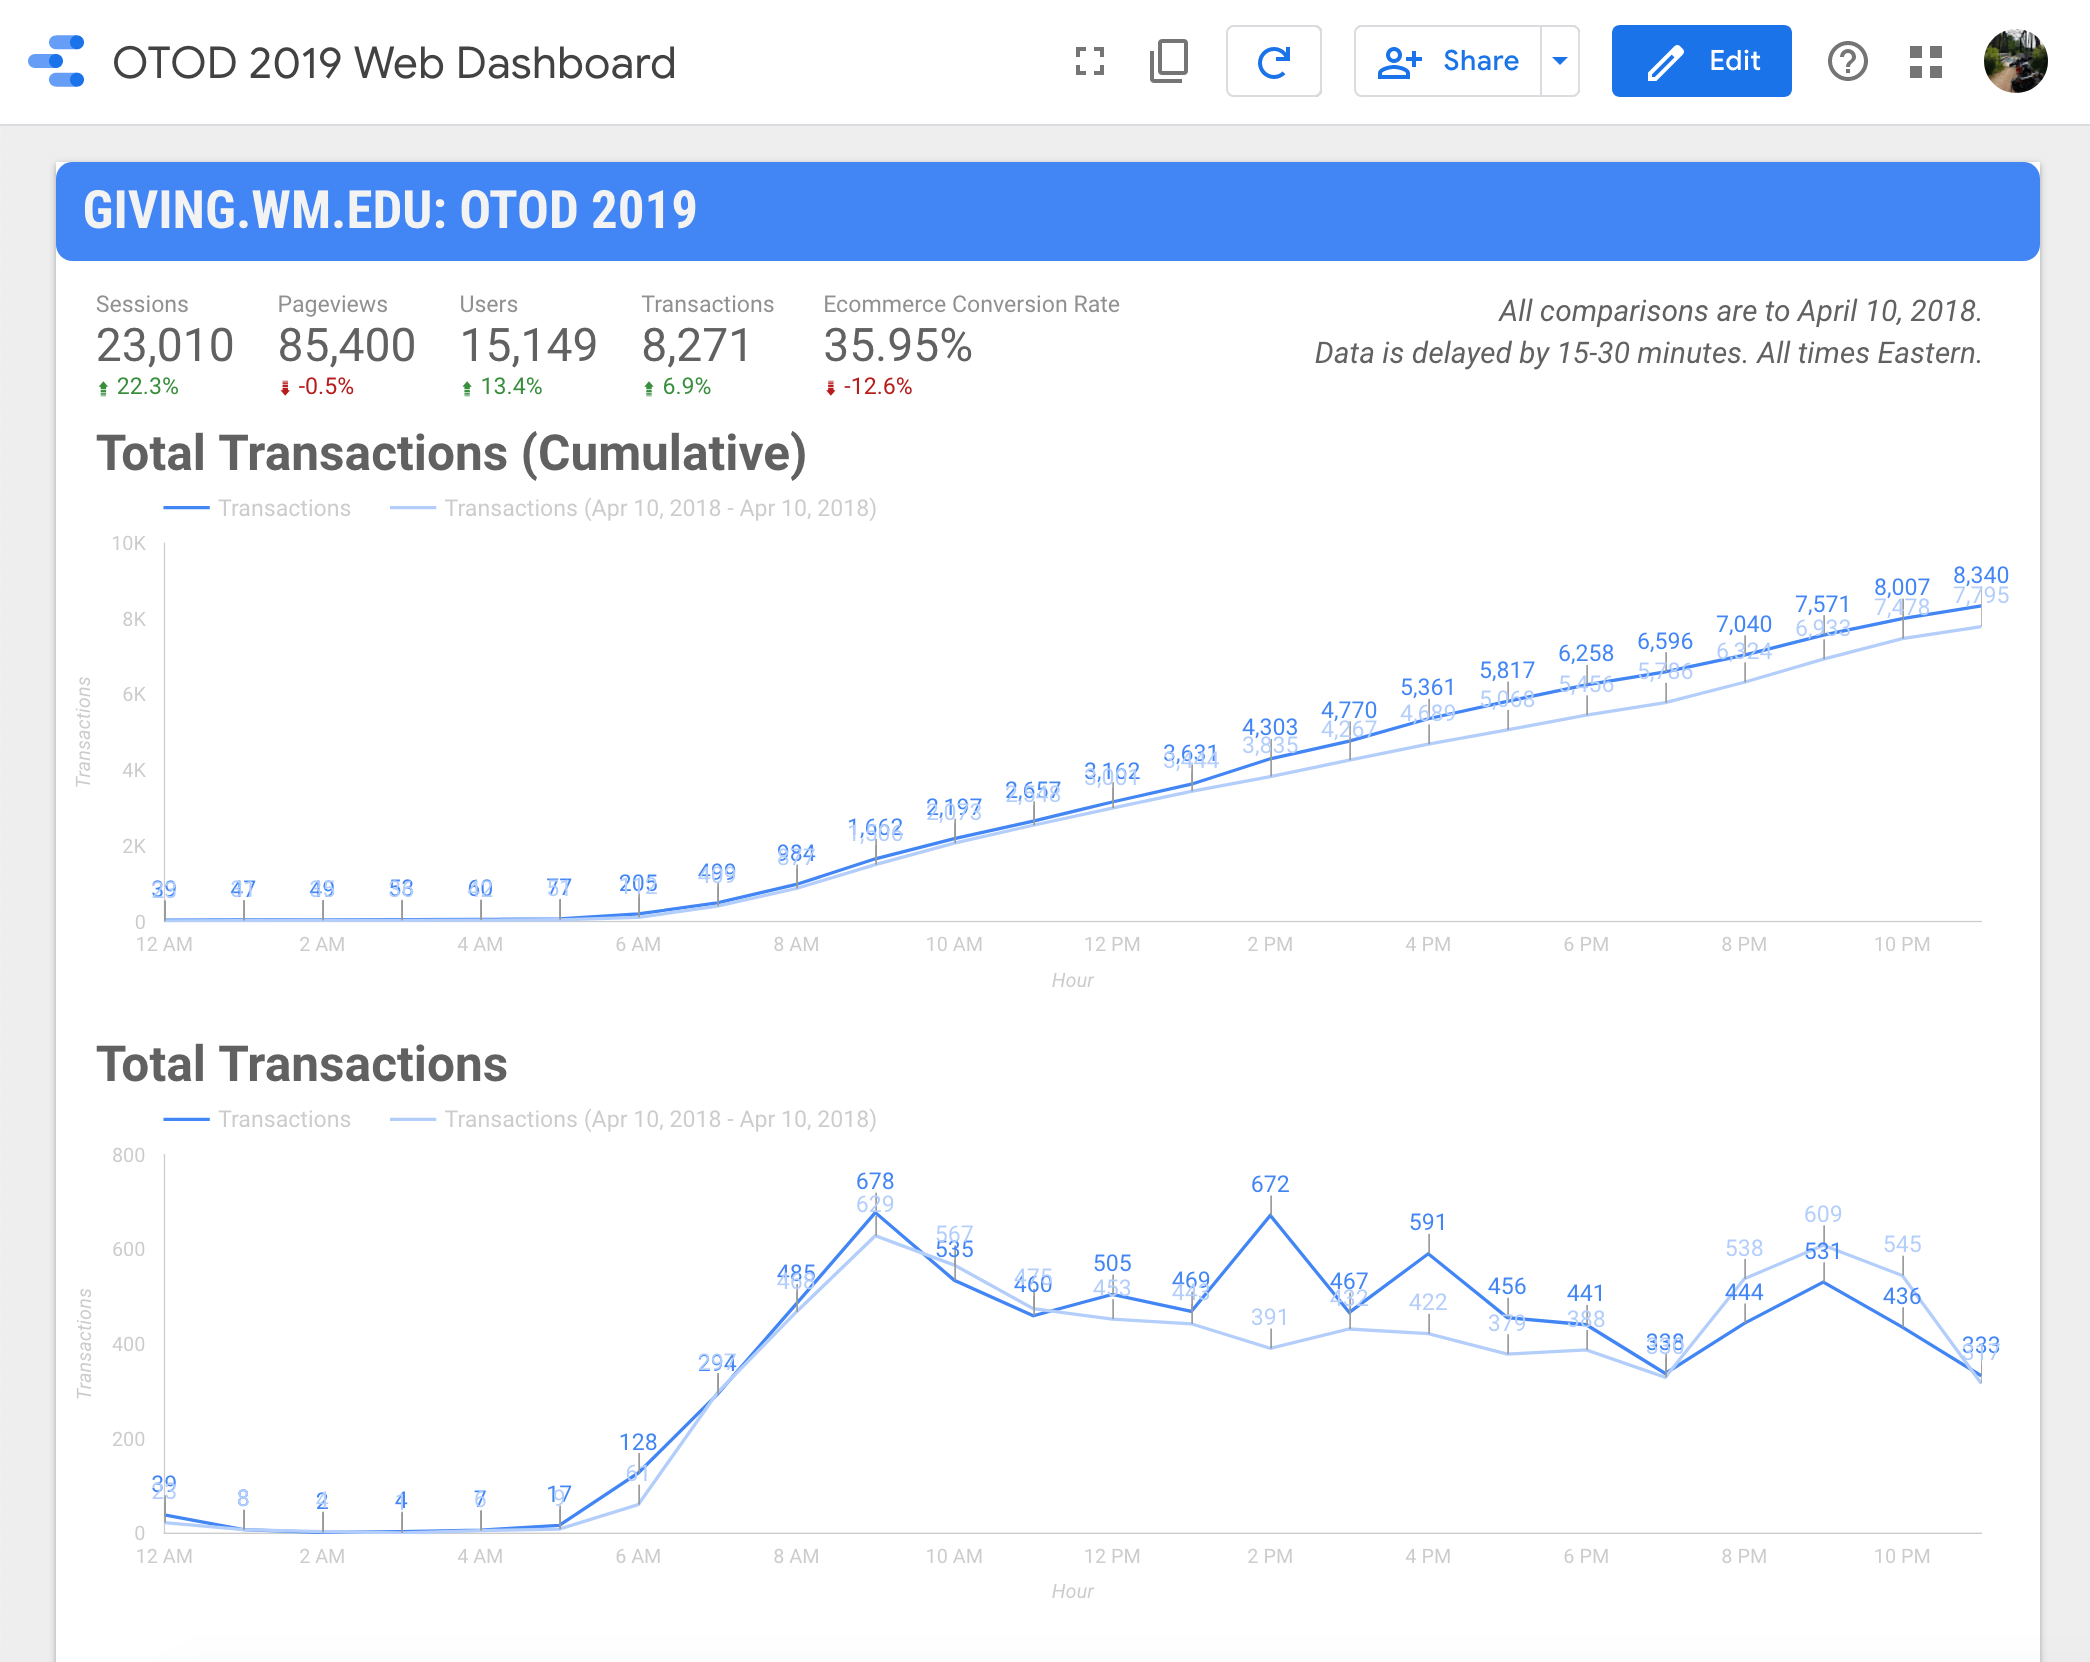 OTOD 2019 Web Dashboard
Share
Edit
GIVING.WM.EDU: OTOD 2019
Sessions Pageviews Users Transactions Ecommerce Conversion Rate
23,010 85,400 15,149 8,271 35.95%
22.3% -0.5% 13.4% 6.9% -12.6%
All comparisons are to April 10, 2018.
Data is delayed by 15-30 minutes. All times Eastern.
Total Transactions (Cumulative)
Transactions Transactions (Apr 10, 2018 - Apr 10, 2018)
10K
8K
6K
4K
2K
0
Transactions
39 47 49 53 60 77 205 499 984 1,662 2,197 2,657 3,162 3,631 4,303 4,770 5,361 5,817 6,258 6,596 7,040 7,571 8,007 8,340
3,835 4,267 4,689 5,068 5,456 5,786 6,324 6,933 7,478 7,795
12 AM 2 AM 4 AM 6 AM 8 AM 10 AM 12 PM 2 PM 4 PM 6 PM 8 PM 10 PM
Hour
Total Transactions
Transactions Transactions (Apr 10, 2018 - Apr 10, 2018)
800
600
400
200
0
Transactions
39 8 2 4 7 17 128 294 485 678 535 460 505 469 672 467 591 456 441 338 444 531 436 333
23 61 629 567 475 453 443 391 432 422 379 388 538 609 545 317
12 AM 2 AM 4 AM 6 AM 8 AM 10 AM 12 PM 2 PM 4 PM 6 PM 8 PM 10 PM
Hour